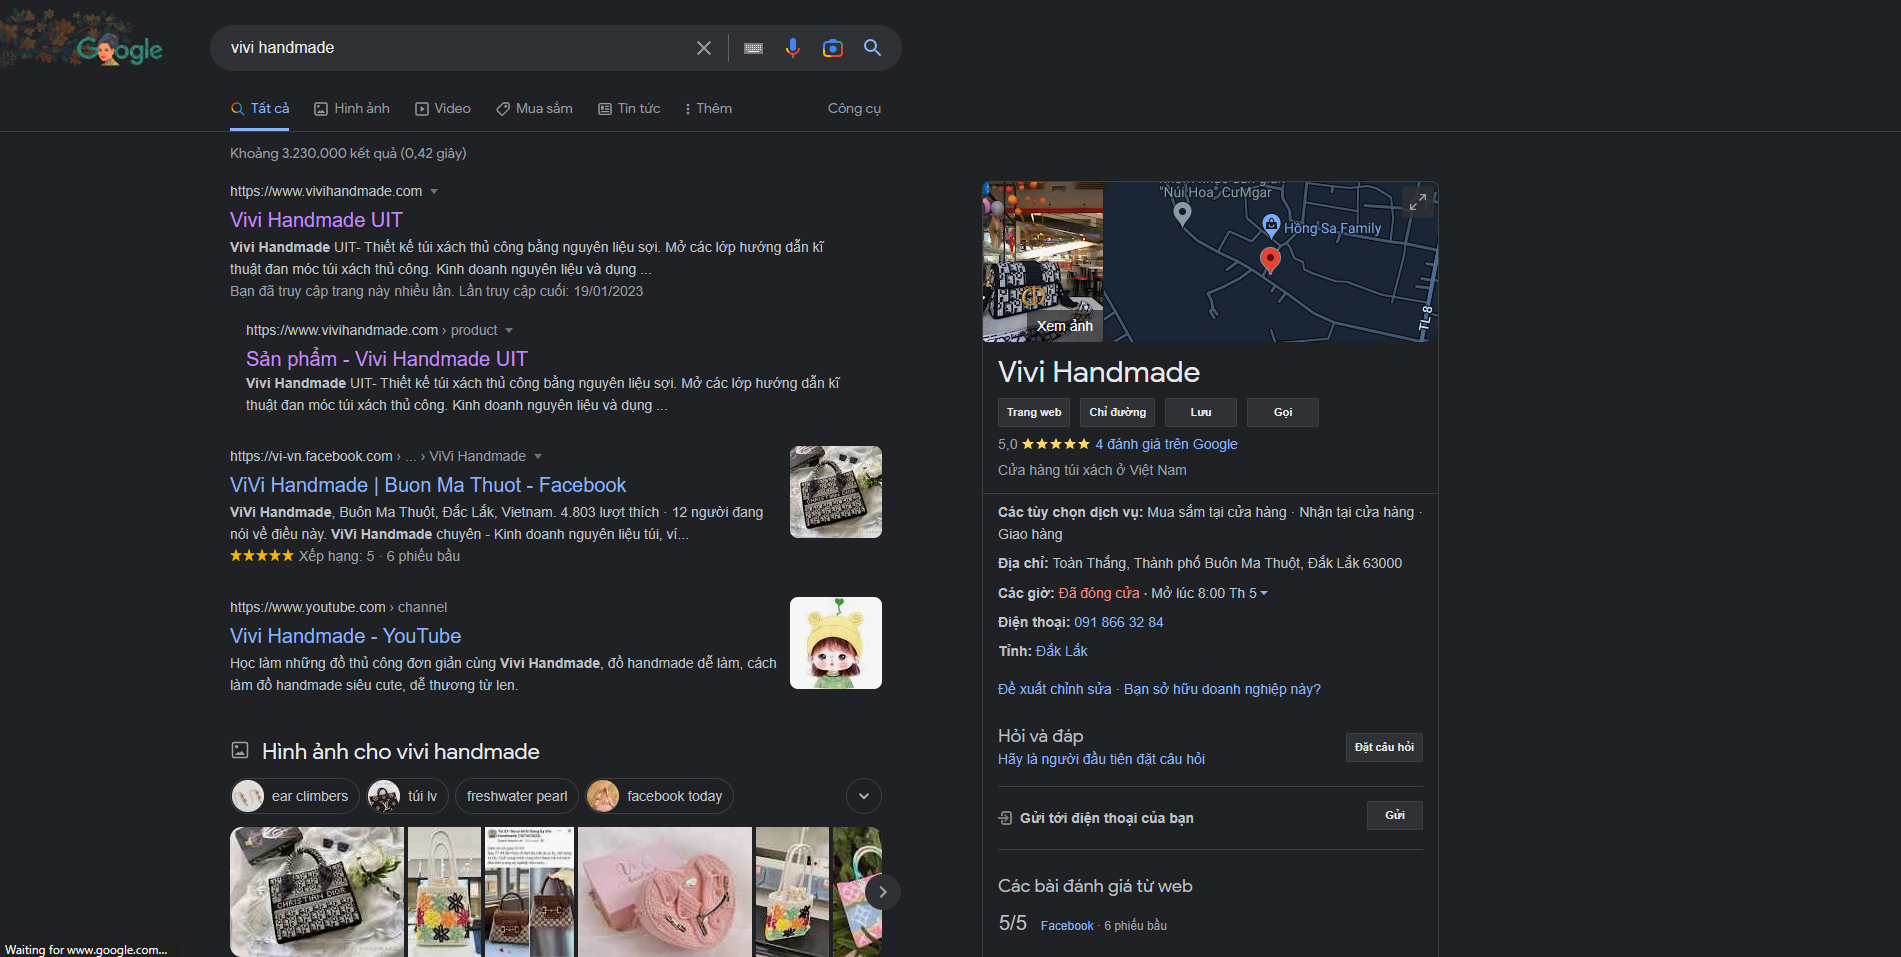 Google
vivi handmade
Tất cả
Hình ảnh
Video
Mua sắm
Tin tức
Thêm
Công cụ
Khoảng 3.230.000 kết quả (0,42 giây)
https://www.vivihandmade.com
Vivi Handmade UIT
Vivi Handmade UIT- Thiết kế túi xách thủ công bằng nguyên liệu sợi. Mở các lớp hướng dẫn kĩ
thuật đan móc túi xách thủ công. Kinh doanh nguyên liệu và dụng ...
Bạn đã truy cập trang này nhiều lần. Lần truy cập cuối: 19/01/2023
https://www.vivihandmade.com › product
Sản phẩm - Vivi Handmade UIT
Vivi Handmade UIT- Thiết kế túi xách thủ công bằng nguyên liệu sợi. Mở các lớp hướng dẫn kĩ
thuật đan móc túi xách thủ công. Kinh doanh nguyên liệu và dụng ...
https://vi-vn.facebook.com › ... › ViVi Handmade
ViVi Handmade | Buon Ma Thuot - Facebook
ViVi Handmade, Buôn Ma Thuột, Đắc Lắk, Vietnam. 4.803 lượt thích · 12 người đang
nói về điều này. ViVi Handmade chuyên - Kinh doanh nguyên liệu túi, ví...
Xếp hạng: 5 · 6 phiếu bầu
https://www.youtube.com › channel
Vivi Handmade - YouTube
Học làm những đồ thủ công đơn giản cùng Vivi Handmade, đồ handmade dễ làm, cách
làm đồ handmade siêu cute, dễ thương từ len.
Hình ảnh cho vivi handmade
ear climbers
túi lv
freshwater pearl
facebook today
CHRISTIAN DIOR
Waiting for www.google.com...
"Núi Hoa" CưMgar
Hồng Sa Family
TL 8
Xem ảnh
Vivi Handmade
Trang web
Chỉ đường
Lưu
Gọi
5,0
4 đánh giá trên Google
Cửa hàng túi xách ở Việt Nam
Các tùy chọn dịch vụ: Mua sắm tại cửa hàng · Nhận tại cửa hàng ·
Giao hàng
Địa chỉ: Toàn Thắng, Thành phố Buôn Ma Thuột, Đắk Lắk 63000
Các giờ: Đã đóng cửa · Mở lúc 8:00 Th 5
Điện thoại: 091 866 32 84
Tỉnh: Đắk Lắk
Đề xuất chỉnh sửa · Bạn sở hữu doanh nghiệp này?
Hỏi và đáp
Hãy là người đầu tiên đặt câu hỏi
Đặt câu hỏi
Gửi tới điện thoại của bạn
Gửi
Các bài đánh giá từ web
5/5
Facebook · 6 phiếu bầu